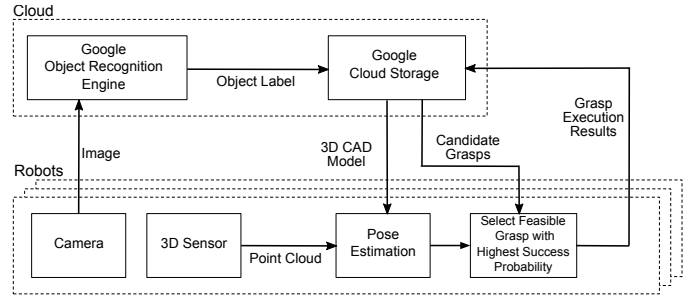 Cloud
Google
Object Recognition
Engine
Object Label
Google
Cloud Storage
Image
3D CAD
Model
Candidate
Grasps
Grasp
Execution
Results
Robots
Camera
3D Sensor
Point Cloud
Pose
Estimation
Select Feasible
Grasp with
Highest Success
Probability